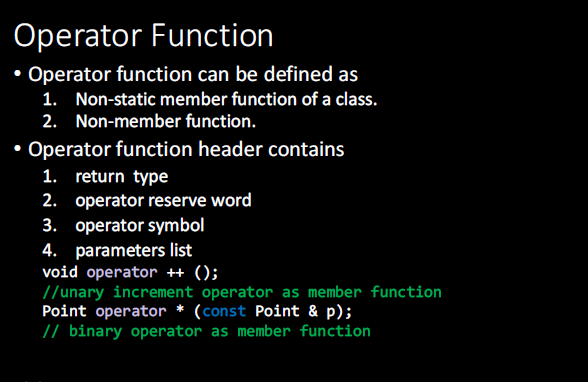 Operator Function
• Operator function can be defined as
1. Non-static member function of a class.
2. Non-member function.
• Operator function header contains
1. return type
2. operator reserve word
3. operator symbol
4. parameters list
void operator ++ ();
//unary increment operator as member function
Point operator * (const Point & p);
// binary operator as member function